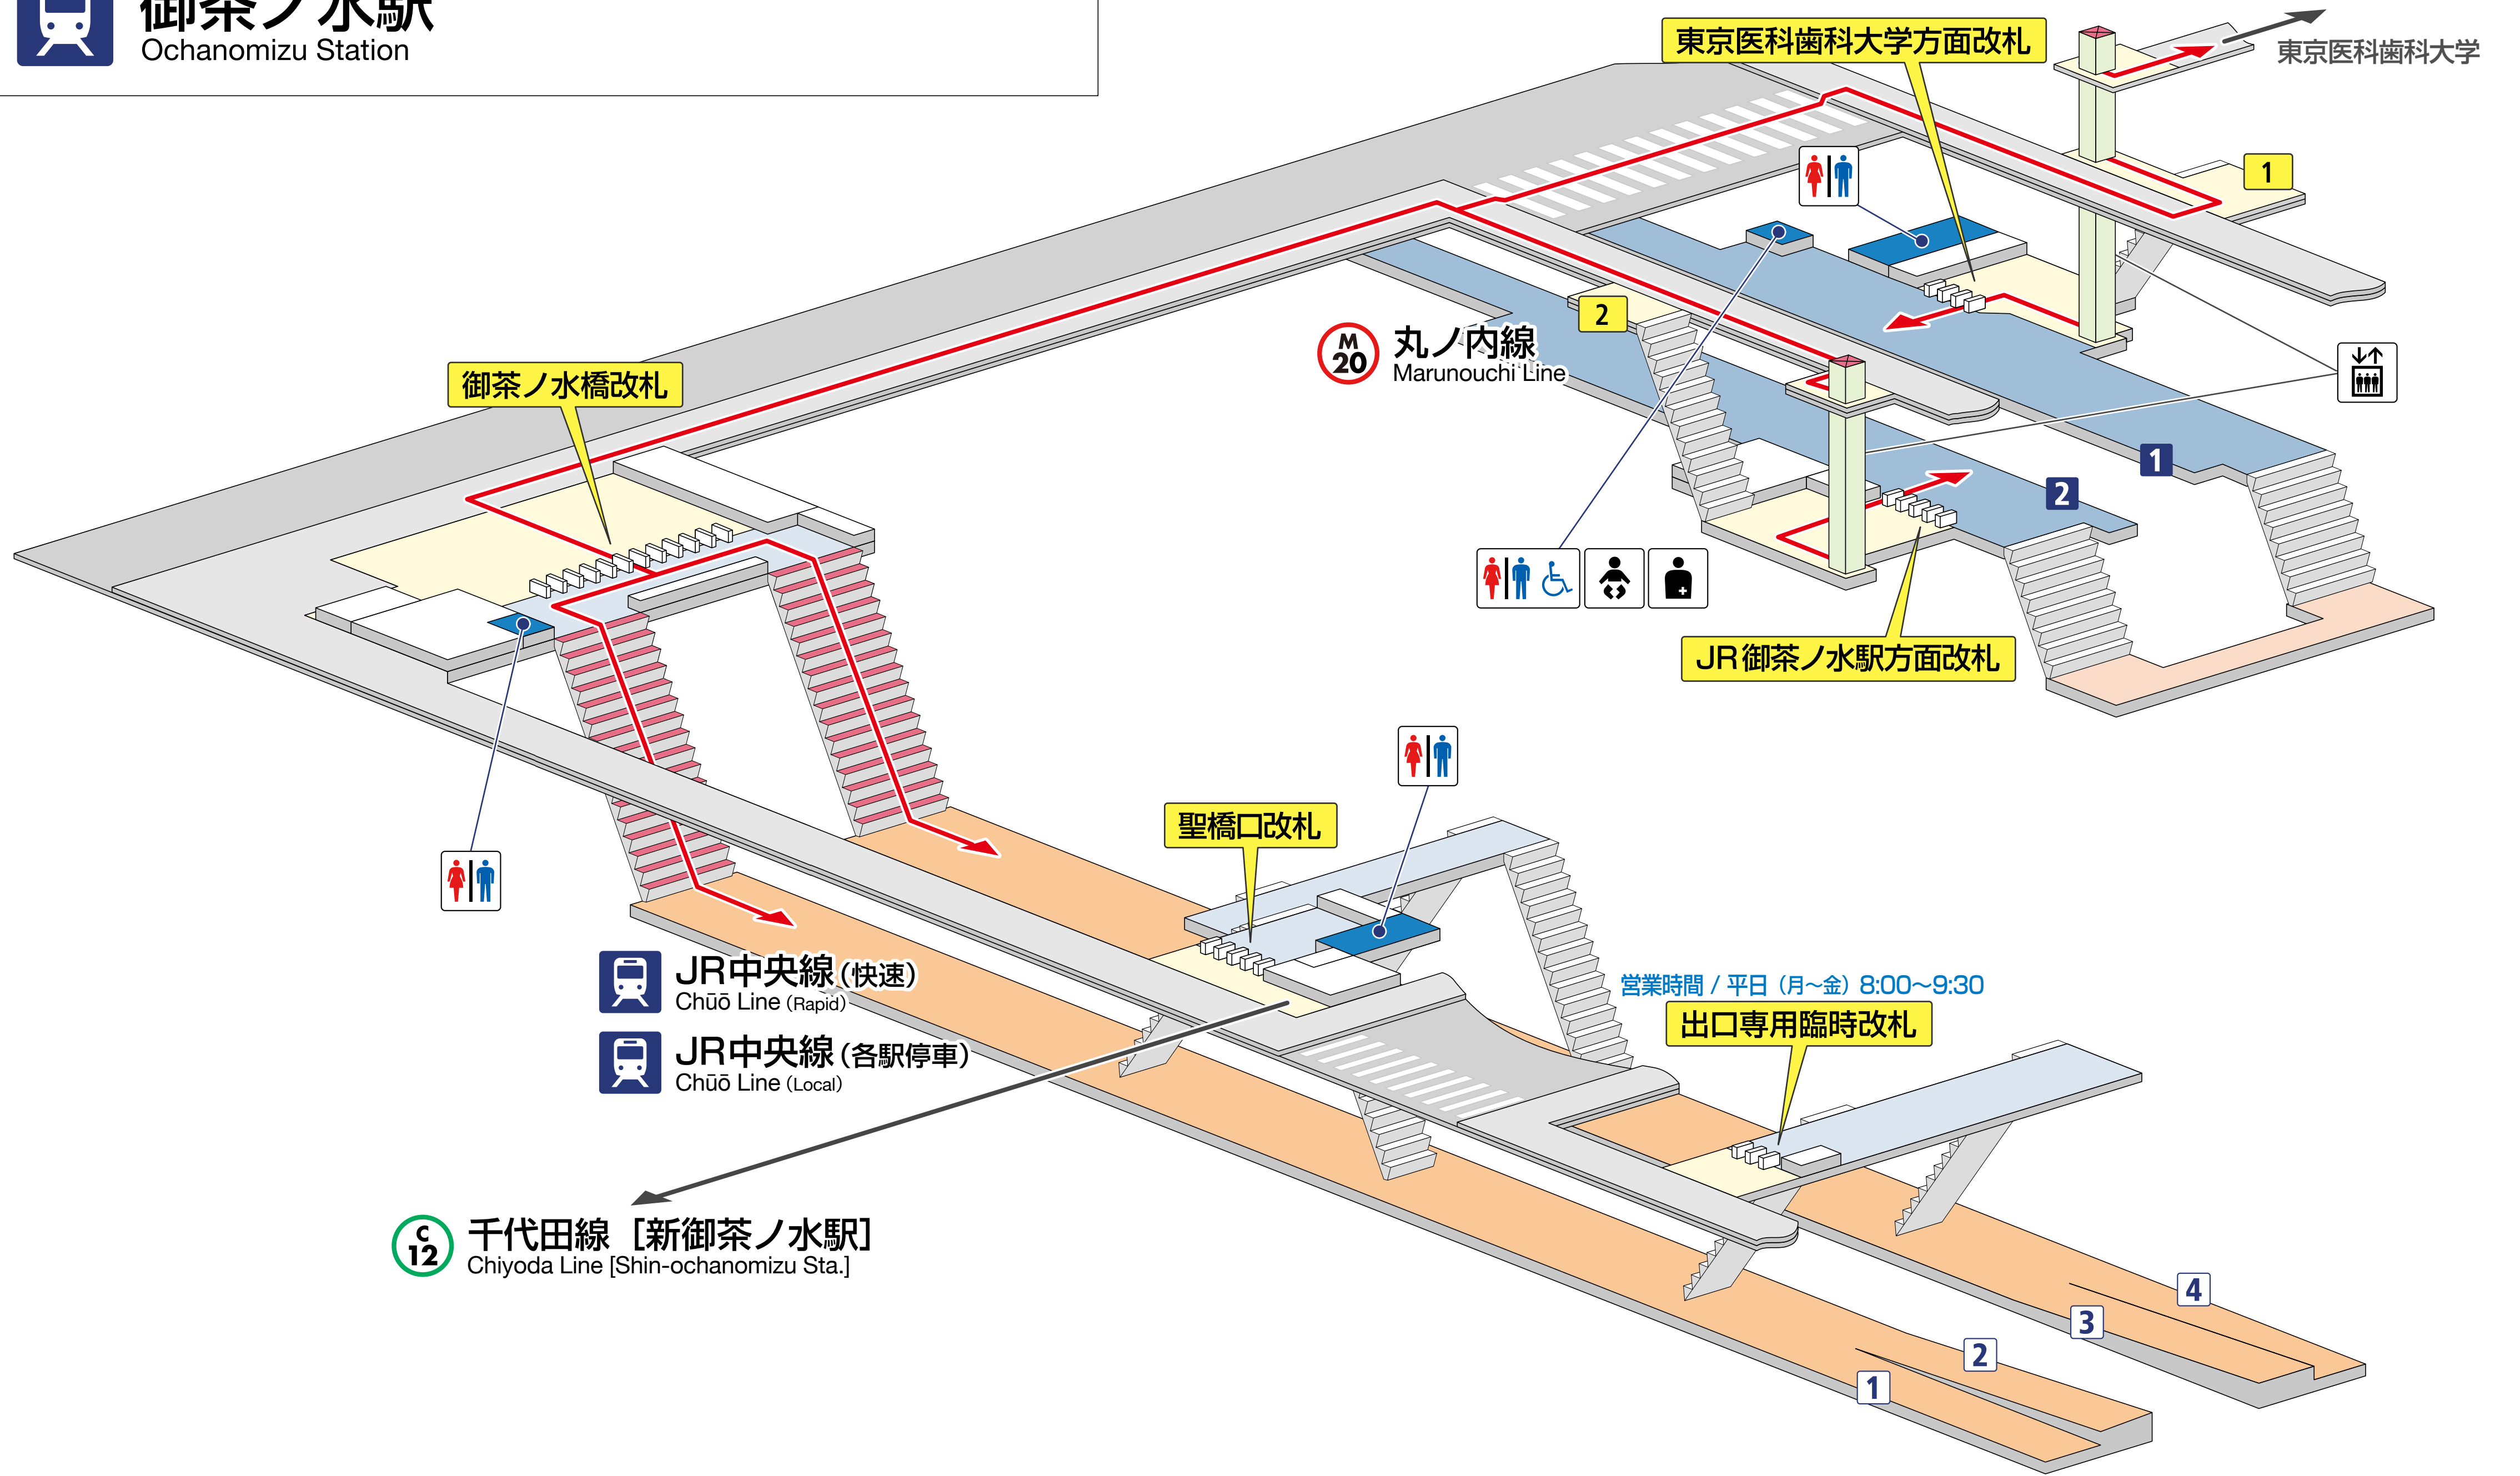 御茶ノ水駅
Ochanomizu Station
東京医科歯科大学方面改札
東京医科歯科大学
1
2
M
20
丸ノ内線
Marunouchi Line
御茶ノ水橋改札
1
2
JR御茶ノ水駅方面改札
聖橋口改札
JR中央線(快速)
Chūō Line (Rapid)
JR中央線(各駅停車)
Chūō Line (Local)
営業時間 / 平日(月〜金)8:00〜9:30
出口専用臨時改札
C
12
千代田線[新御茶ノ水駅]
Chiyoda Line [Shin-ochanomizu Sta.]
4
3
2
1